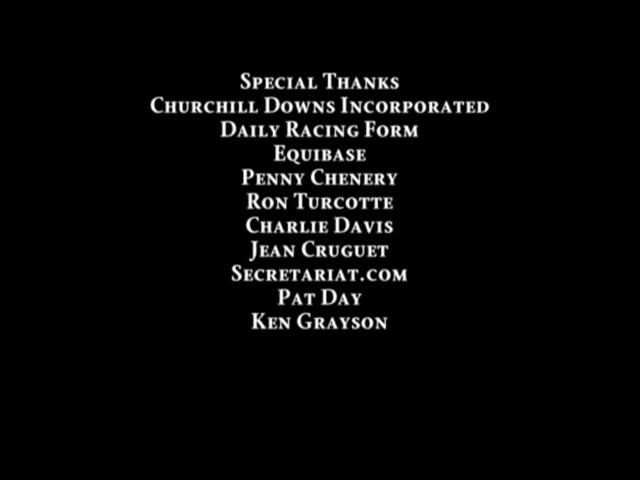 Special Thanks
Churchill Downs Incorporated
Daily Racing Form
Equibase
Penny Chenery
Ron Turcotte
Charlie Davis
Jean Cruguet
Secretariat.com
Pat Day
Ken Grayson